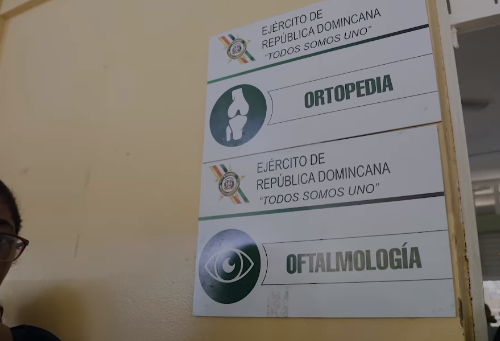 EJÉRCITO DE
REPÚBLICA DOMINICANA
"TODOS SOMOS UNO"
ORTOPEDIA
EJÉRCITO DE
REPÚBLICA DOMINICANA
"TODOS SOMOS UNO"
OFTALMOLOGÍA